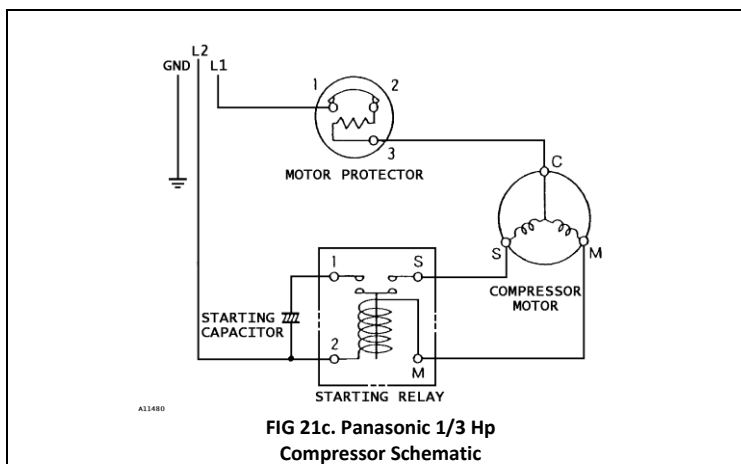 L2
GND L1
1 2
3
MOTOR PROTECTOR
C
S M
COMPRESSOR
MOTOR
1 S
STARTING
CAPACITOR
2 M
STARTING RELAY
A11480
FIG 21c. Panasonic 1/3 Hp
Compressor Schematic